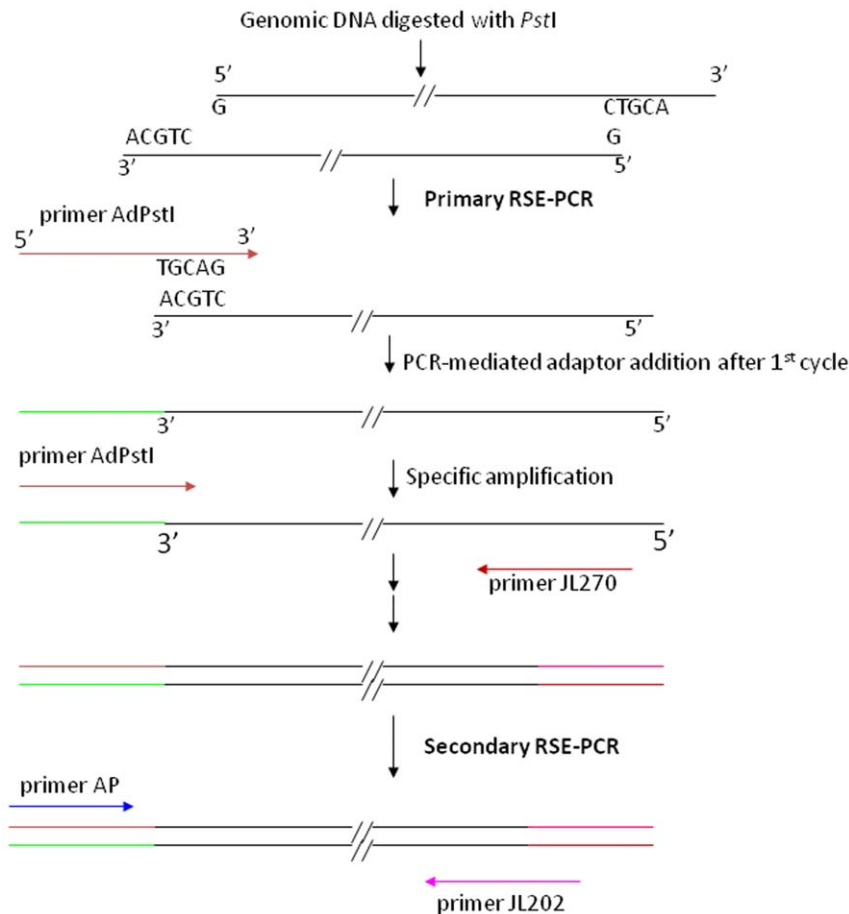 Genomic DNA digested with PstI
5′ 3′
G CTGCA
ACGTC G
3′ 5′
Primary RSE-PCR
primer AdPstI
5′ 3′
TGCAG
ACGTC
3′ 5′
PCR-mediated adaptor addition after 1st cycle
3′ 5′
primer AdPstI
Specific amplification
3′ 5′
primer JL270
Secondary RSE-PCR
primer AP
primer JL202